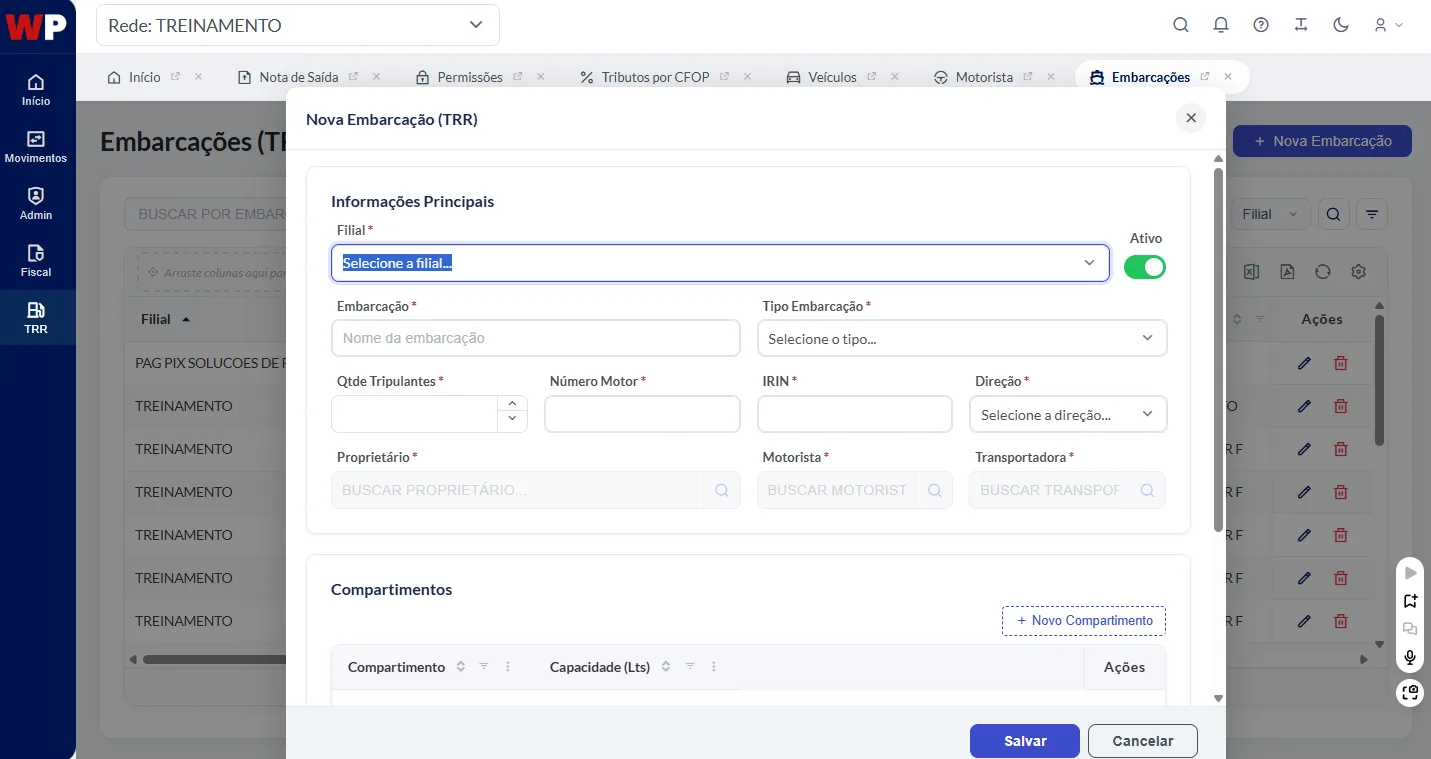 WP
Rede: TREINAMENTO
Início
Nota de Saída
Permissões
Tributos por CFOP
Veículos
Motorista
Embarcações
Início
Movimentos
Admin
Fiscal
TRR
Embarcações (TR
+ Nova Embarcação
BUSCAR POR EMBAR
Filial
Arraste colunas aqui par
Filial
Ações
PAG PIX SOLUCOES DE P
TREINAMENTO
TREINAMENTO
R F
TREINAMENTO
R F
TREINAMENTO
R F
TREINAMENTO
R F
TREINAMENTO
R F
Nova Embarcação (TRR)
Informações Principais
Filial *
Ativo
Selecione a filial...
Embarcação *
Tipo Embarcação *
Nome da embarcação
Selecione o tipo...
Qtde Tripulantes *
Número Motor *
IRIN *
Direção *
Selecione a direção...
Proprietário *
Motorista *
Transportadora *
BUSCAR PROPRIETÁRIO...
BUSCAR MOTORIST
BUSCAR TRANSPOR
Compartimentos
+ Novo Compartimento
Compartimento
Capacidade (Lts)
Ações
Salvar
Cancelar